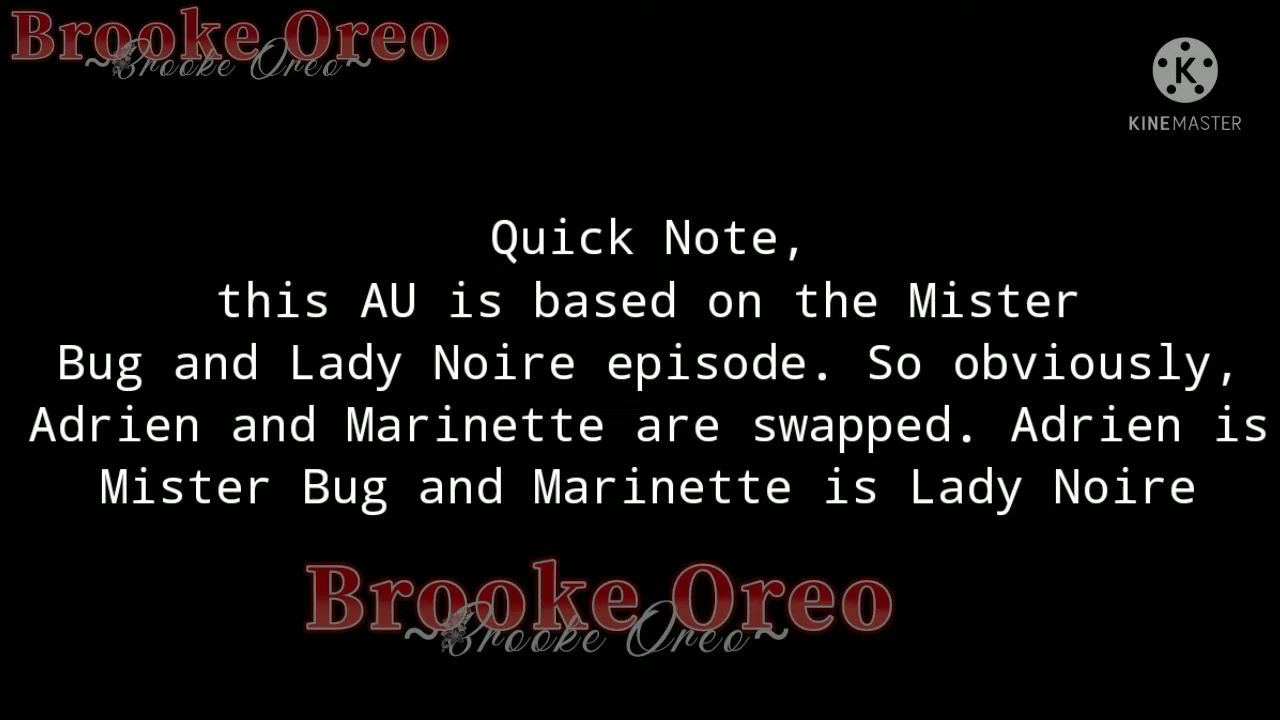 Brooke Oreo
~Brooke Oreo~
K
KINEMASTER
Quick Note,
this AU is based on the Mister
Bug and Lady Noire episode. So obviously,
Adrien and Marinette are swapped. Adrien is
Mister Bug and Marinette is Lady Noire
Brooke Oreo
~Brooke Oreo~